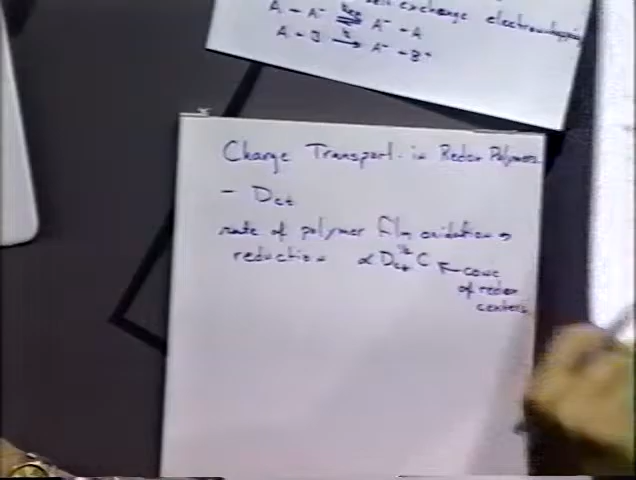 exchange
A - A⁻ ⇌ A⁻ - A
A - B →k A⁻ - B⁺
Charge Transport in Redox Polymers
- Dct
rate of polymer film oxidation →
reduction ∝ Dct^1/2 C ← conc
of redox
centers